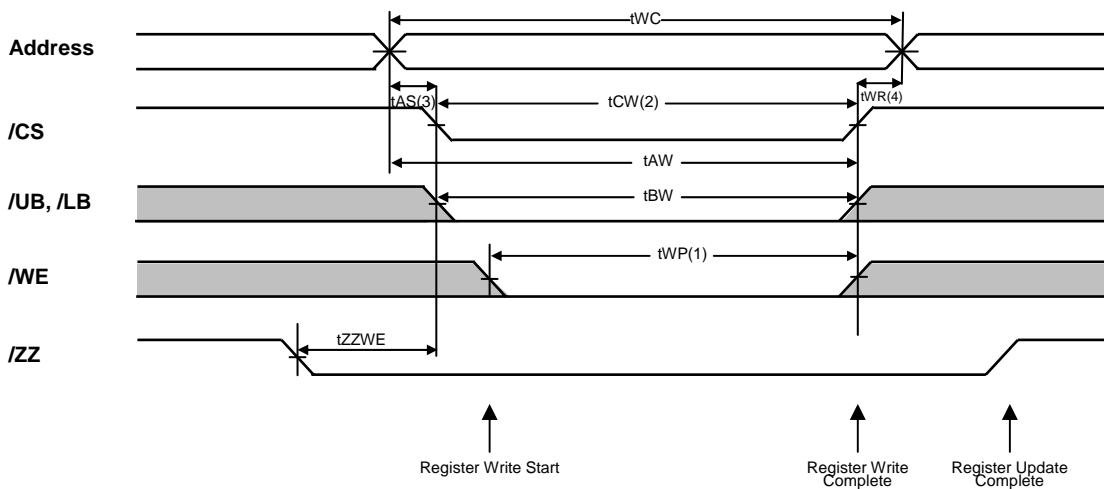 tWC
Address
tAS(3)
tCW(2)
tWR(4)
/CS
tAW
/UB, /LB
tBW
tWP(1)
/WE
tZZWE
/ZZ
Register Write Start
Register Write
Complete
Register Update
Complete